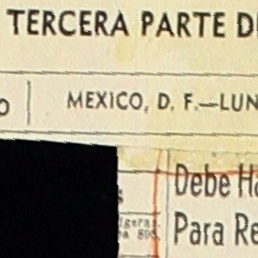 TERCERA PARTE D
MEXICO, D. F.—LUN
Debe Ha
Para Re